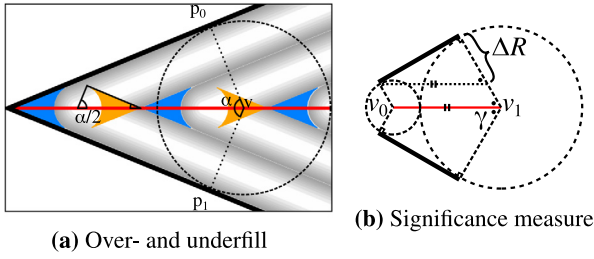 p₀
α v
α/2
p₁
(a) Over- and underfill
ΔR
v₀ v₁
γ
(b) Significance measure